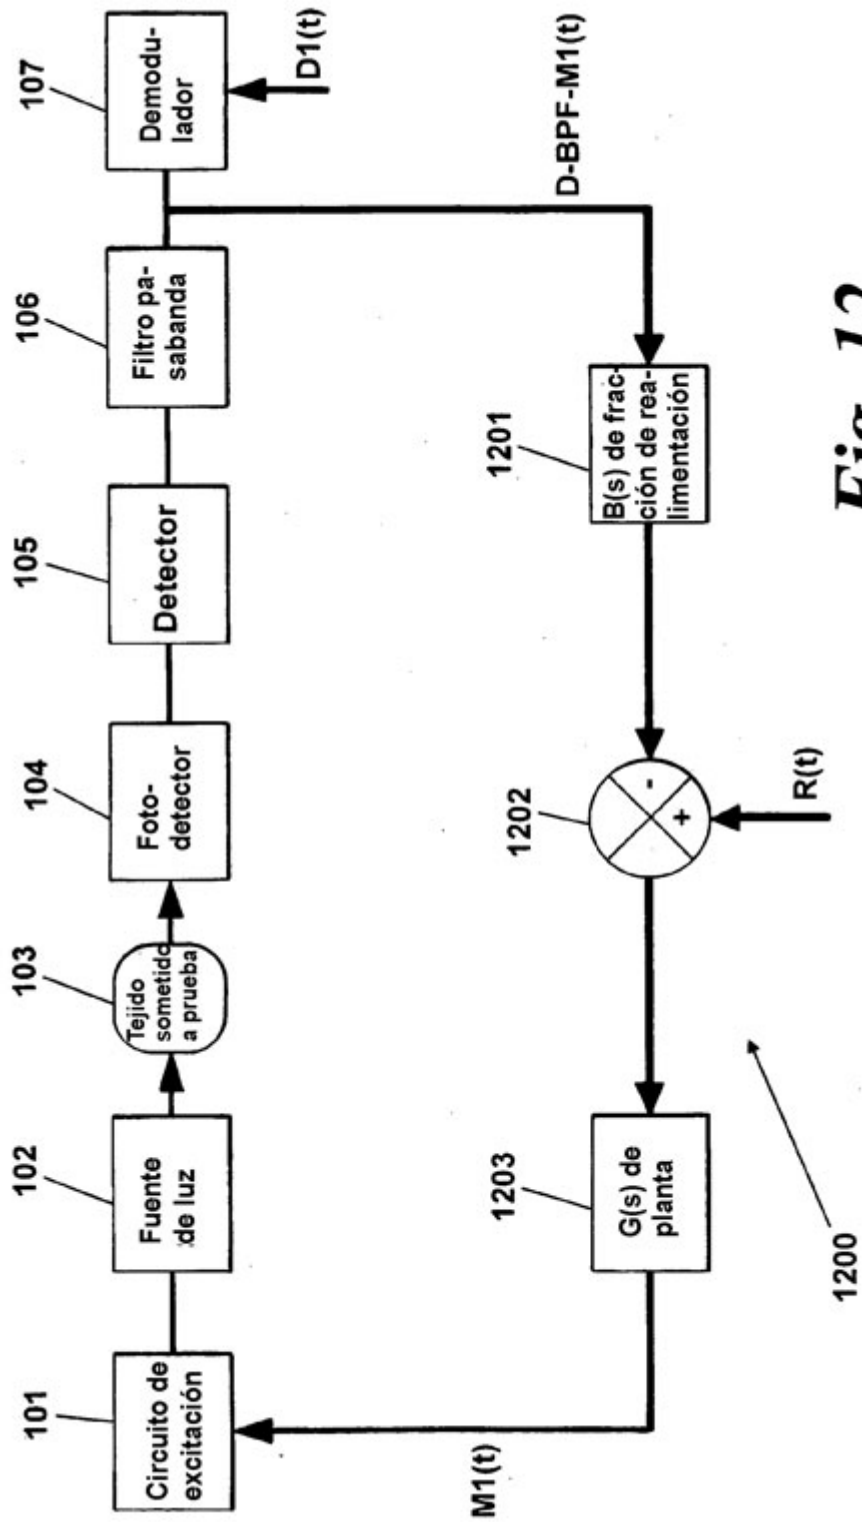 101
Circuito de
excitación
102
Fuente
de luz
103
Tejido
sometido
a prueba
104
Foto-
detector
105
Detector
106
Filtro pa-
sabanda
107
Demodu-
lador
D1(t)
M1(t)
1203
G(s) de
planta
1202
-
+
R(t)
1201
B(s) de frac-
ción de rea-
limentación
D-BPF-M1(t)
1200
Fig. 12